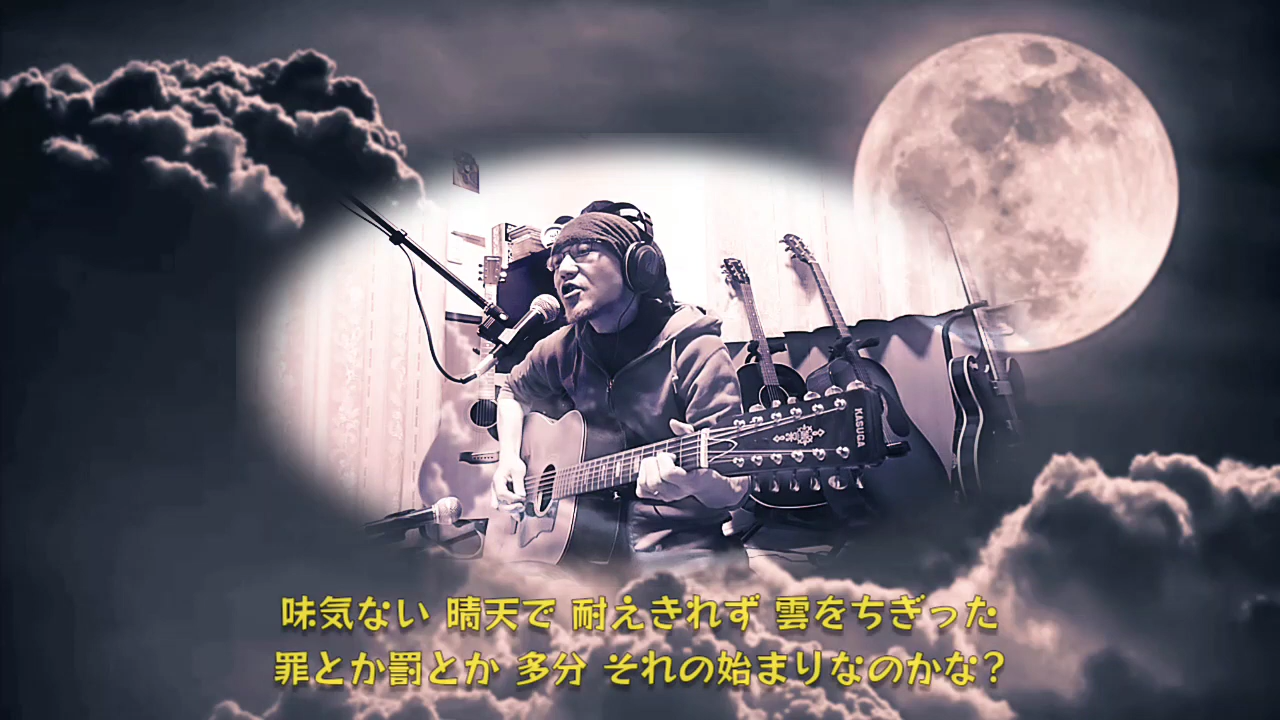 KASUGA
味気ない 晴天で 耐えきれず 雲をちぎった
罪とか罰とか 多分 それの始まりなのかな?